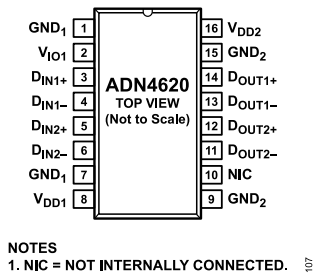 GND1 1 16 VDD2
VIO1 2 15 GND2
DIN1+ 3 ADN4620 14 DOUT1+
DIN1– 4 TOP VIEW 13 DOUT1–
DIN2+ 5 (Not to Scale) 12 DOUT2+
DIN2– 6 11 DOUT2–
GND1 7 10 NIC
VDD1 8 9 GND2
NOTES
1. NIC = NOT INTERNALLY CONNECTED.
107